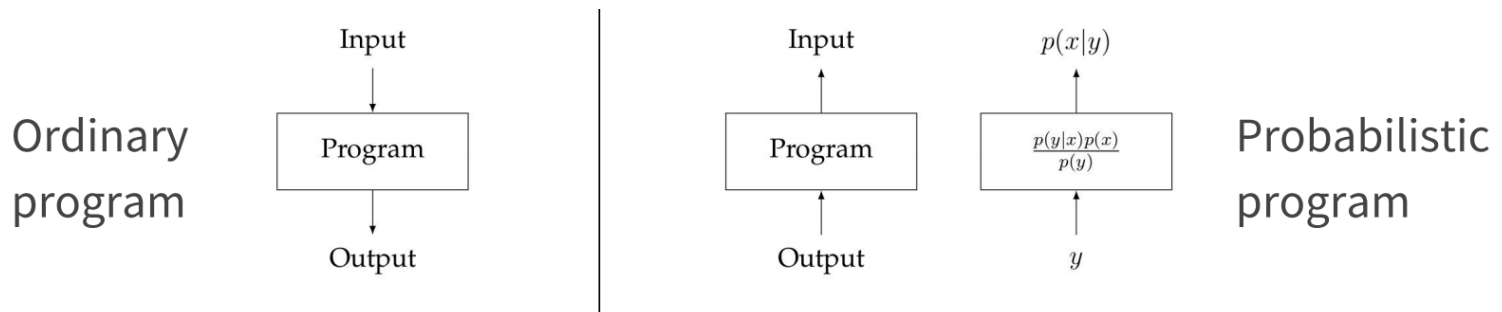 Ordinary
program
Input
Program
Output
Input
Program
Output
p(x|y)
p(y|x)p(x)
p(y)
y
Probabilistic
program